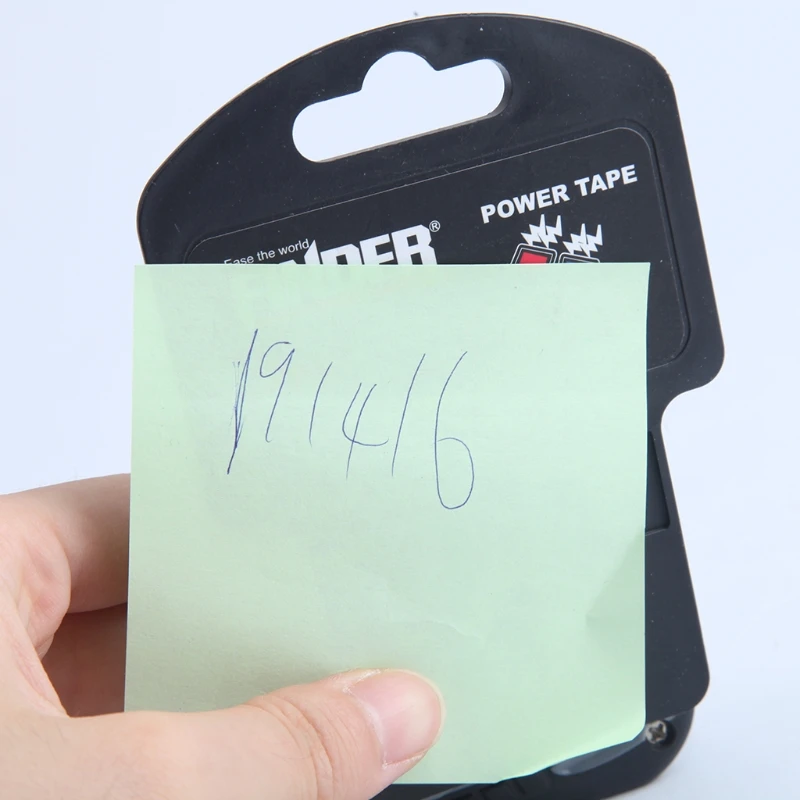 POWER TAPE
Ease the world
191416